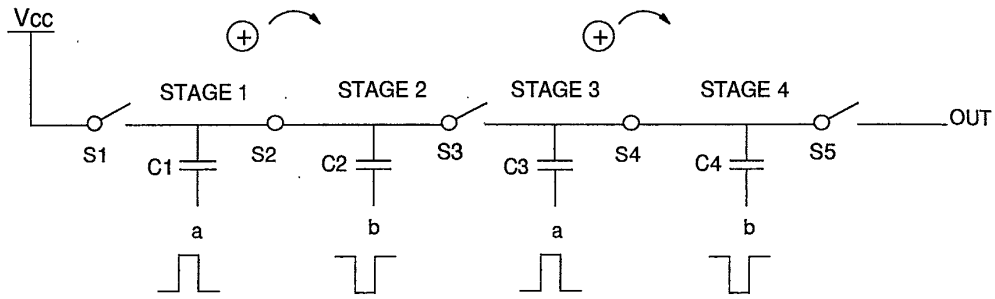 Vcc
STAGE 1 STAGE 2 STAGE 3 STAGE 4
OUT
S1 S2 S3 S4 S5
C1 C2 C3 C4
a b a b